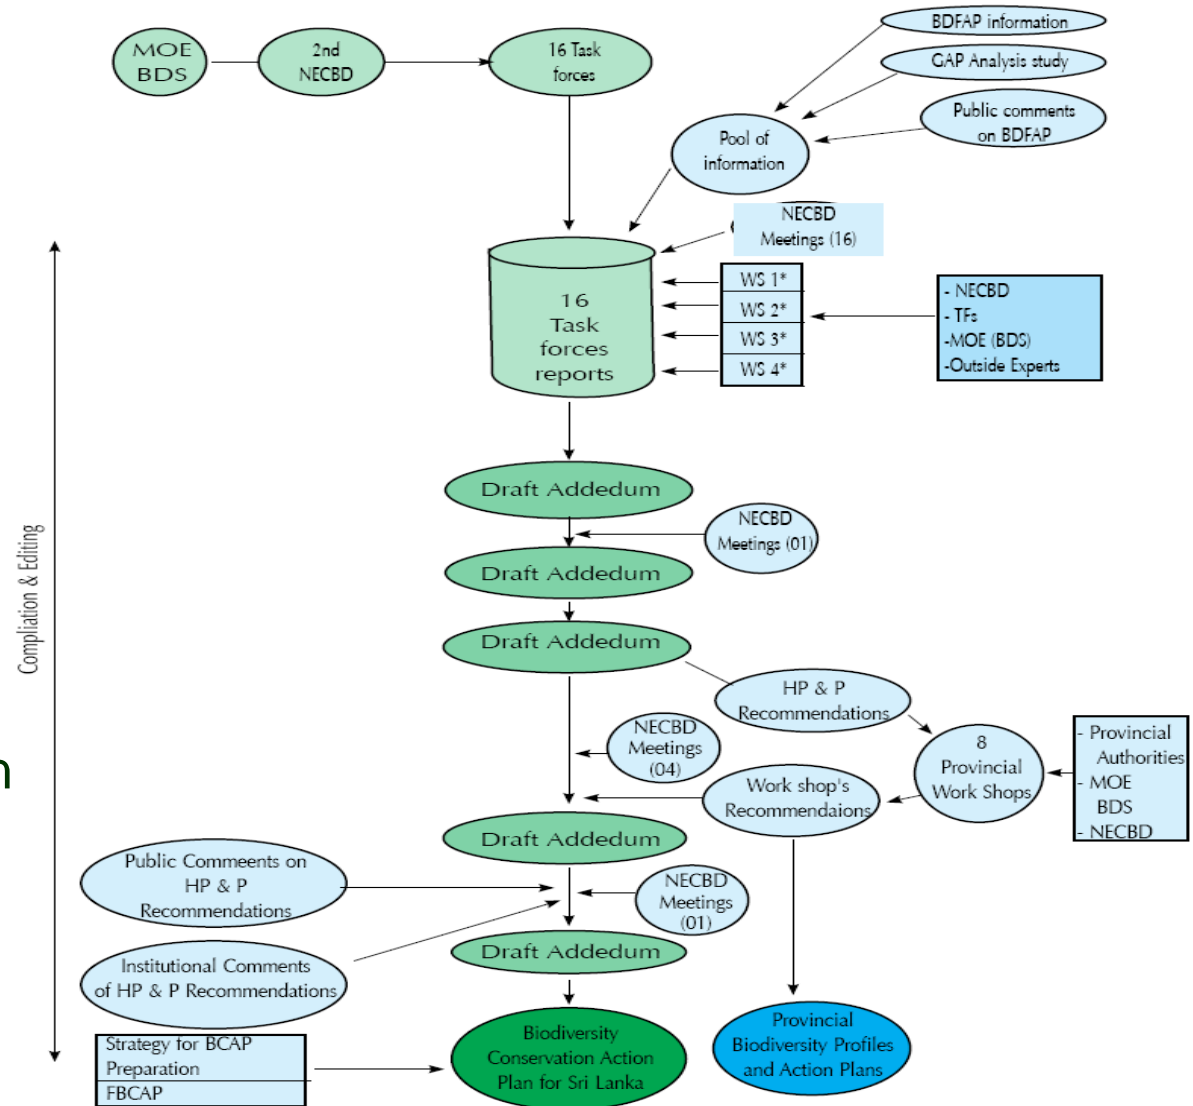 MOE
BDS
2nd
NECBD
16 Task
forces
BDFAP information
GAP Analysis study
Public comments
on BDFAP
Pool of
information
NECBD
Meetings (16)
16
Task
forces
reports
WS 1*
WS 2*
WS 3*
WS 4*
- NECBD
- TFs
-MOE (BDS)
-Outside Experts
Draft Addedum
NECBD
Meetings (01)
Draft Addedum
Draft Addedum
Compliation & Editing
HP & P
Recommendations
NECBD
Meetings
(04)
8
Provincial
Work Shops
- Provincial
Authorities
- MOE
BDS
- NECBD
Work shop's
Recommendaions
n
Draft Addedum
Public Commeents on
HP & P
Recommendations
NECBD
Meetings
(01)
Draft Addedum
Institutional Comments
of HP & P Recommendations
Strategy for BCAP
Preparation
FBCAP
Biodiversity
Conservation Action
Plan for Sri Lanka
Provincial
Biodiversity Profiles
and Action Plans